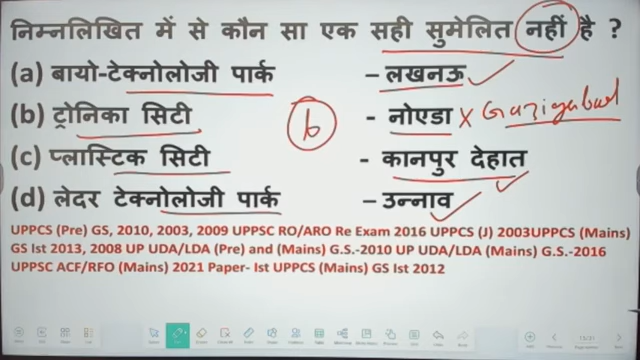 निम्नलिखित में से कौन सा एक सही सुमेलित नहीं है ?
(a) बायो-टेक्नोलोजी पार्क – लखनऊ
(b) ट्रोनिका सिटी - नोएडा x Gaziyabad
b
(c) प्लास्टिक सिटी - कानपुर देहात
(d) लेदर टेक्नोलोजी पार्क – उन्नाव
UPPCS (Pre) GS, 2010, 2003, 2009 UPPSC RO/ARO Re Exam 2016 UPPCS (J) 2003UPPCS (Mains)
GS Ist 2013, 2008 UP UDA/LDA (Pre) and (Mains) G.S.-2010 UP UDA/LDA (Mains) G.S.-2016
UPPSC ACF/RFO (Mains) 2021 Paper- Ist UPPCS (Mains) GS Ist 2012